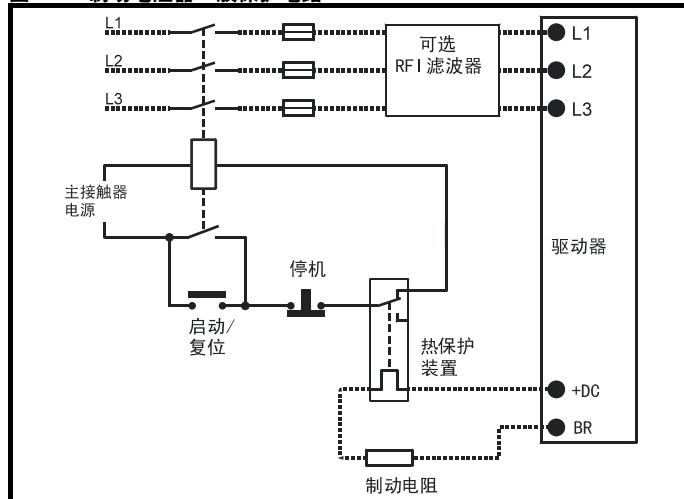 L1
L2
L3
可选
RFI 滤波器
L1
L2
L3
主接触器
电源
驱动器
停机
启动/
复位
热保护
装置
+DC
BR
制动电阻